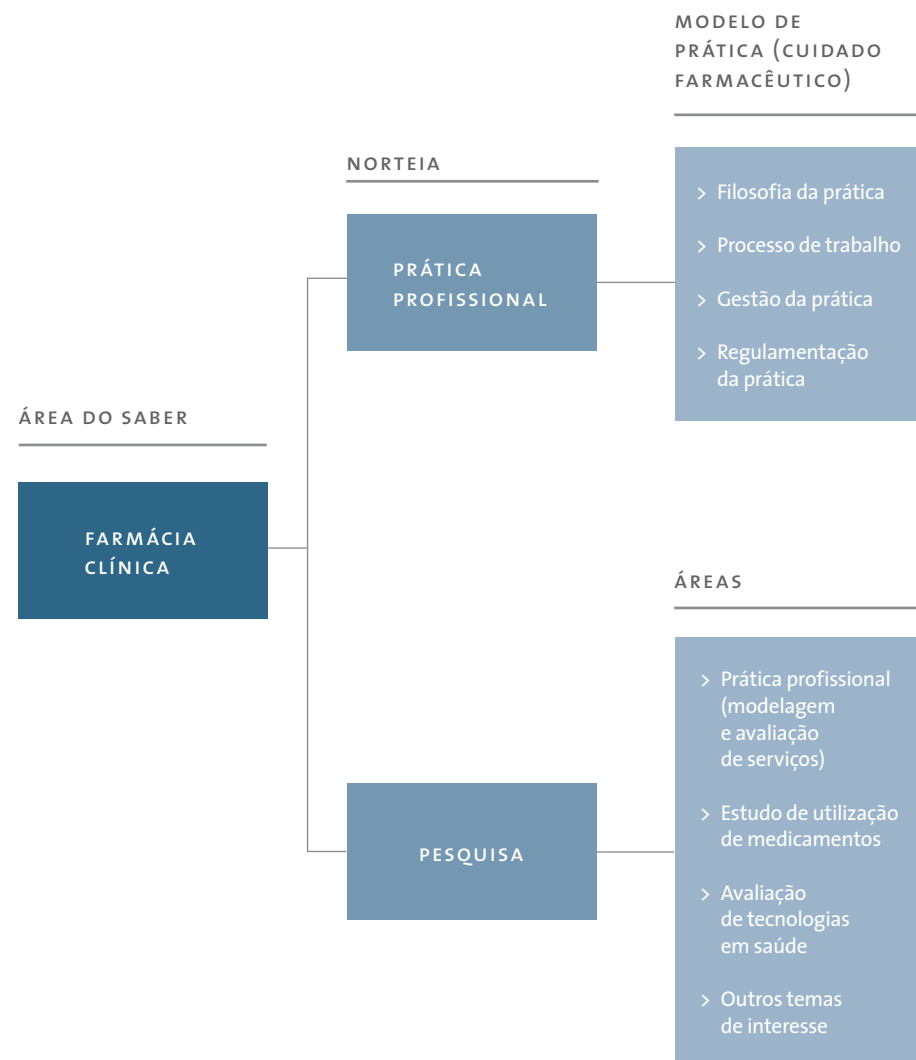 MODELO DE
PRÁTICA (CUIDADO
FARMACÊUTICO)
NORTEIA
> Filosofia da prática
> Processo de trabalho
> Gestão da prática
> Regulamentação
da prática
PRÁTICA
PROFISSIONAL
ÁREA DO SABER
FARMÁCIA
CLÍNICA
ÁREAS
> Prática profissional
(modelagem
e avaliação
de serviços)
> Estudo de utilização
de medicamentos
> Avaliação
de tecnologias
em saúde
> Outros temas
de interesse
PESQUISA